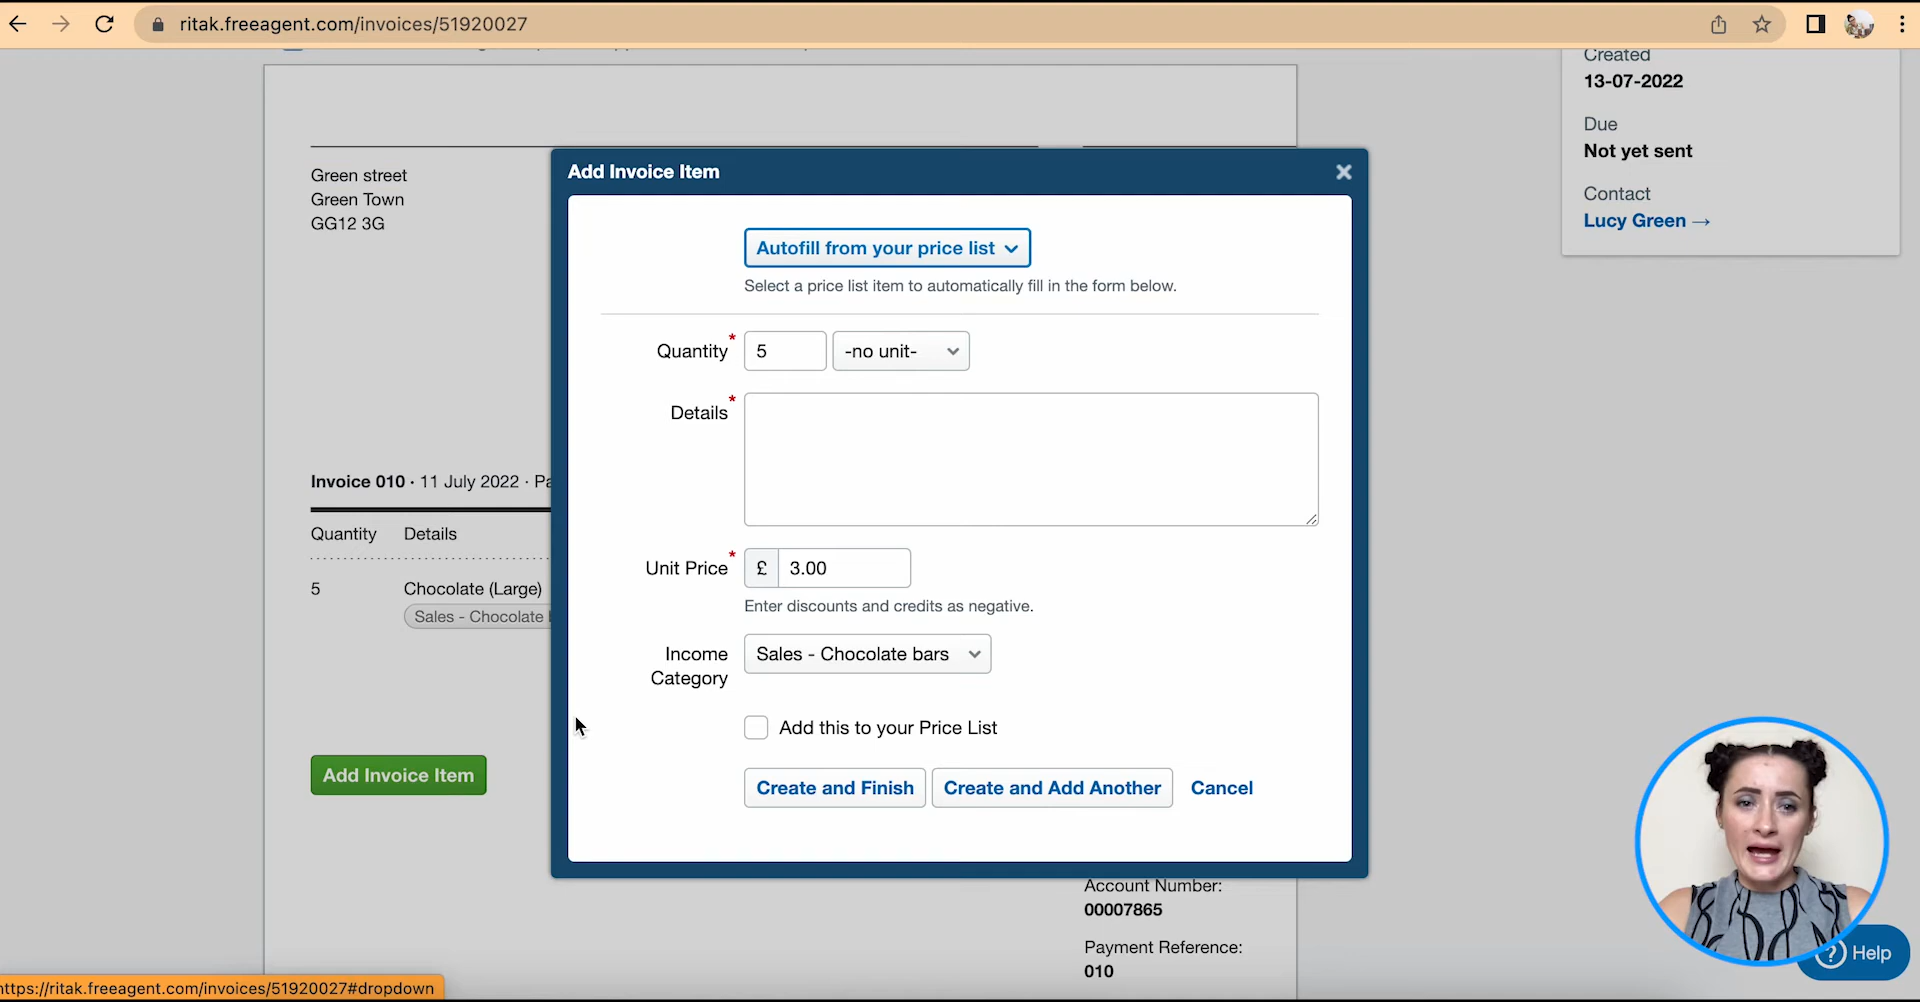 ritak.freeagent.com/invoices/51920027
Created
13-07-2022
Due
Not yet sent
Contact
Lucy Green →
Green street
Green Town
GG12 3G
Invoice 010 · 11 July 2022 ·
Quantity Details
5 Chocolate (Large)
Sales - Chocolate
Add Invoice Item
Add Invoice Item
Autofill from your price list
Select a price list item to automatically fill in the form below.
Quantity* 5 -no unit-
Details*
Unit Price* £ 3.00
Enter discounts and credits as negative.
Income Category Sales - Chocolate bars
Add this to your Price List
Create and Finish Create and Add Another Cancel
Account Number:
00007865
Payment Reference:
010
? Help
https://ritak.freeagent.com/invoices/51920027#dropdown